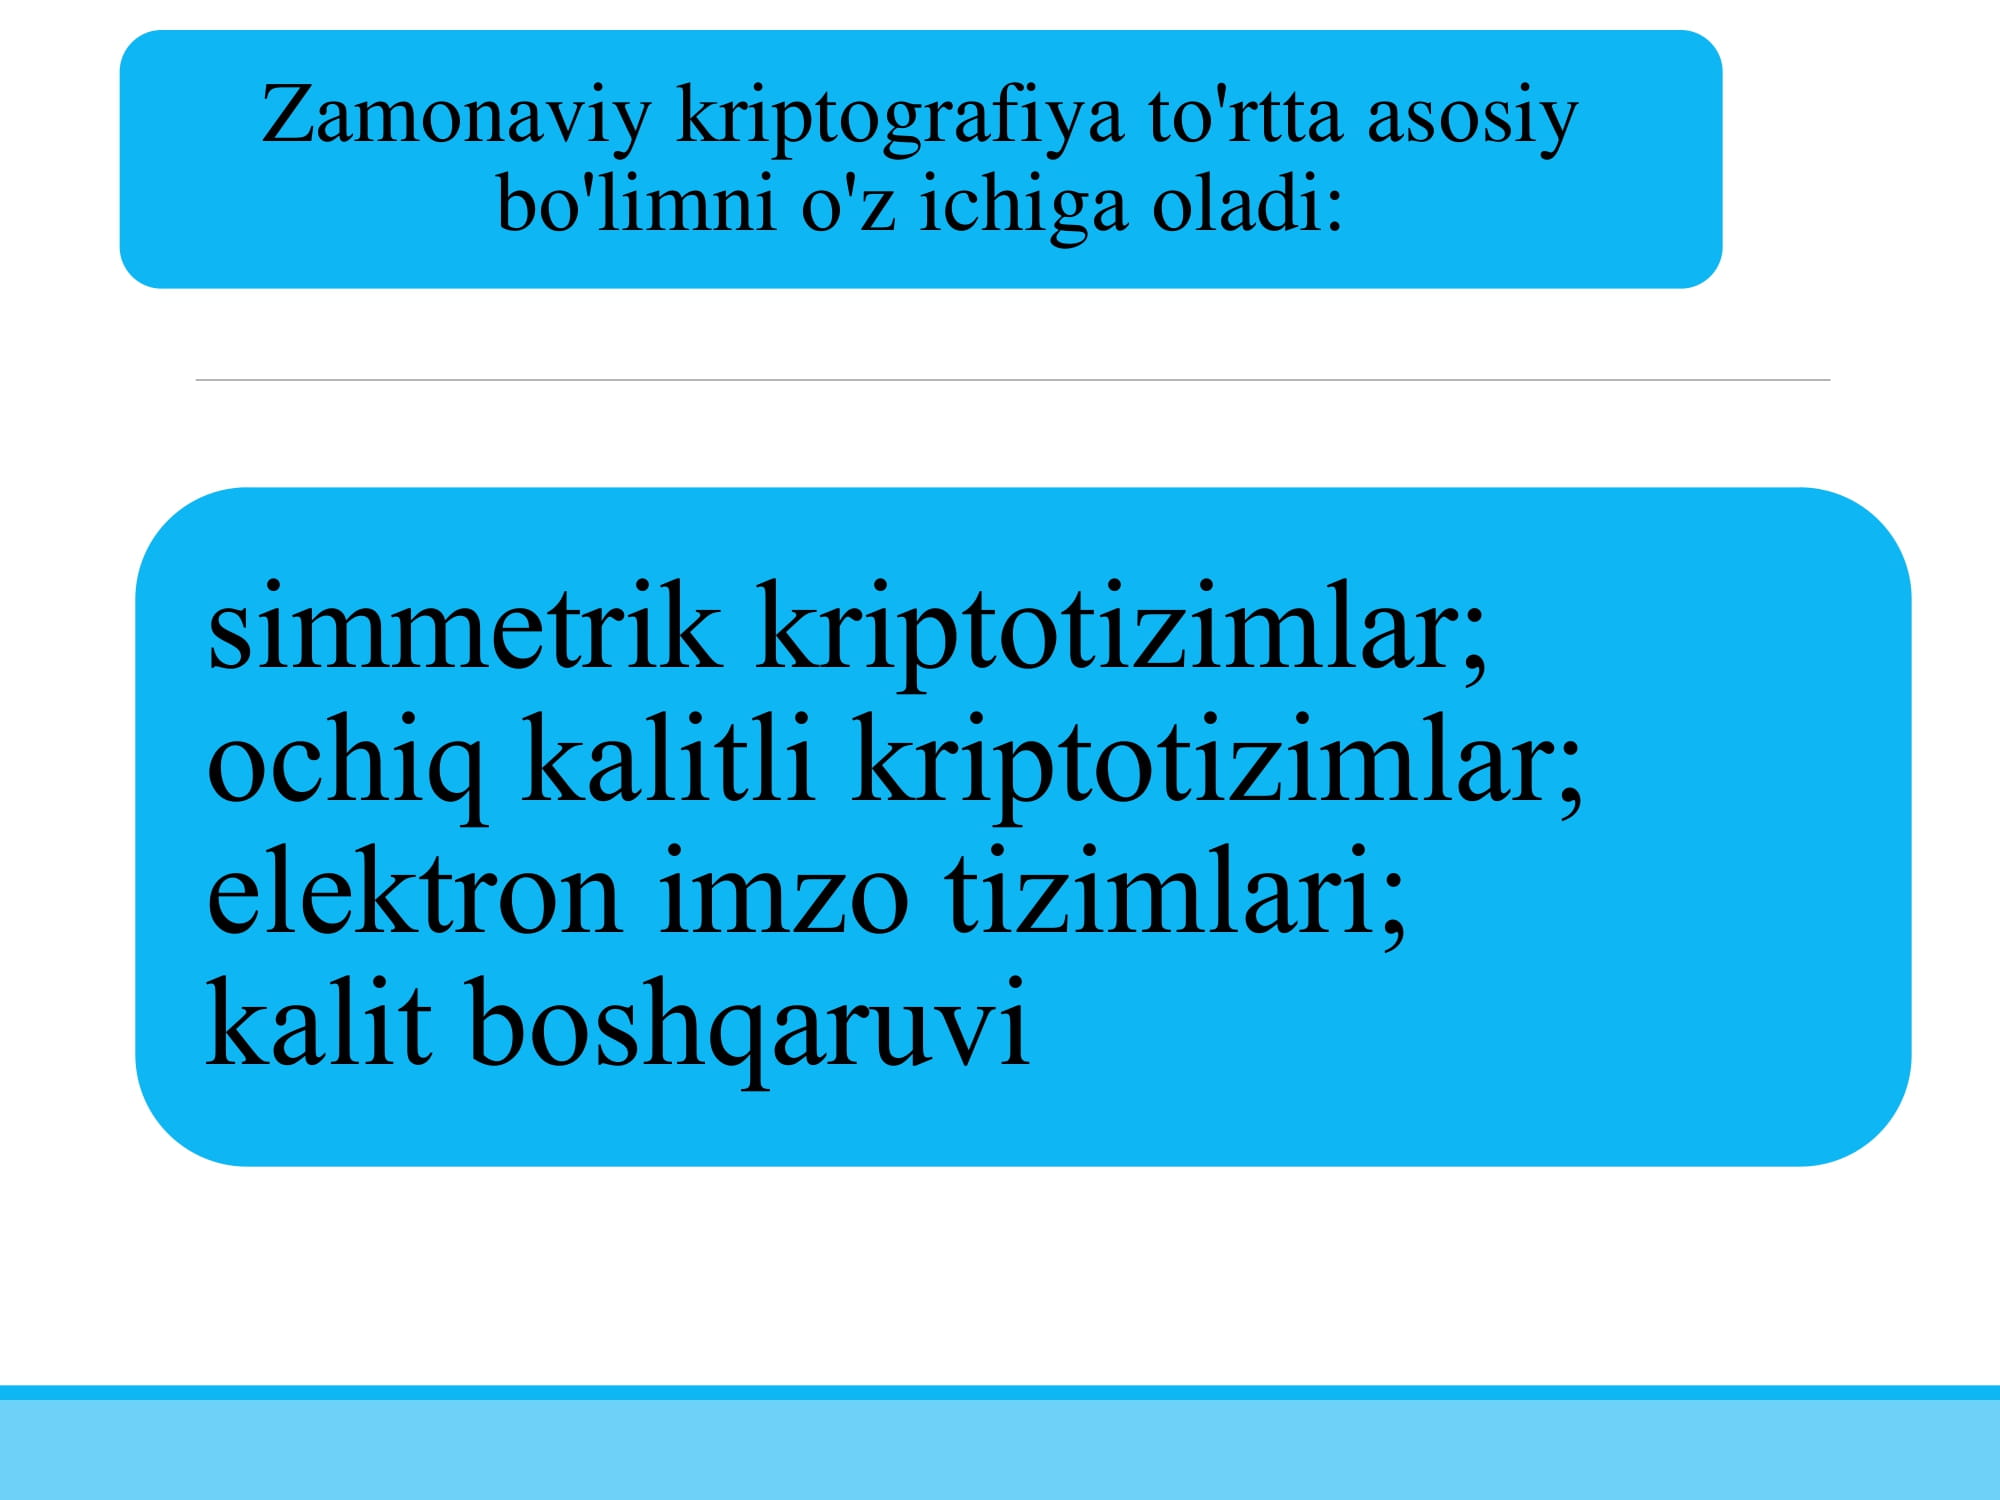 Zamonaviy kriptografiya to'rtta asosiy
bo'limni o'z ichiga oladi:
simmetrik kriptotizimlar;
ochiq kalitli kriptotizimlar;
elektron imzo tizimlari;
kalit boshqaruvi